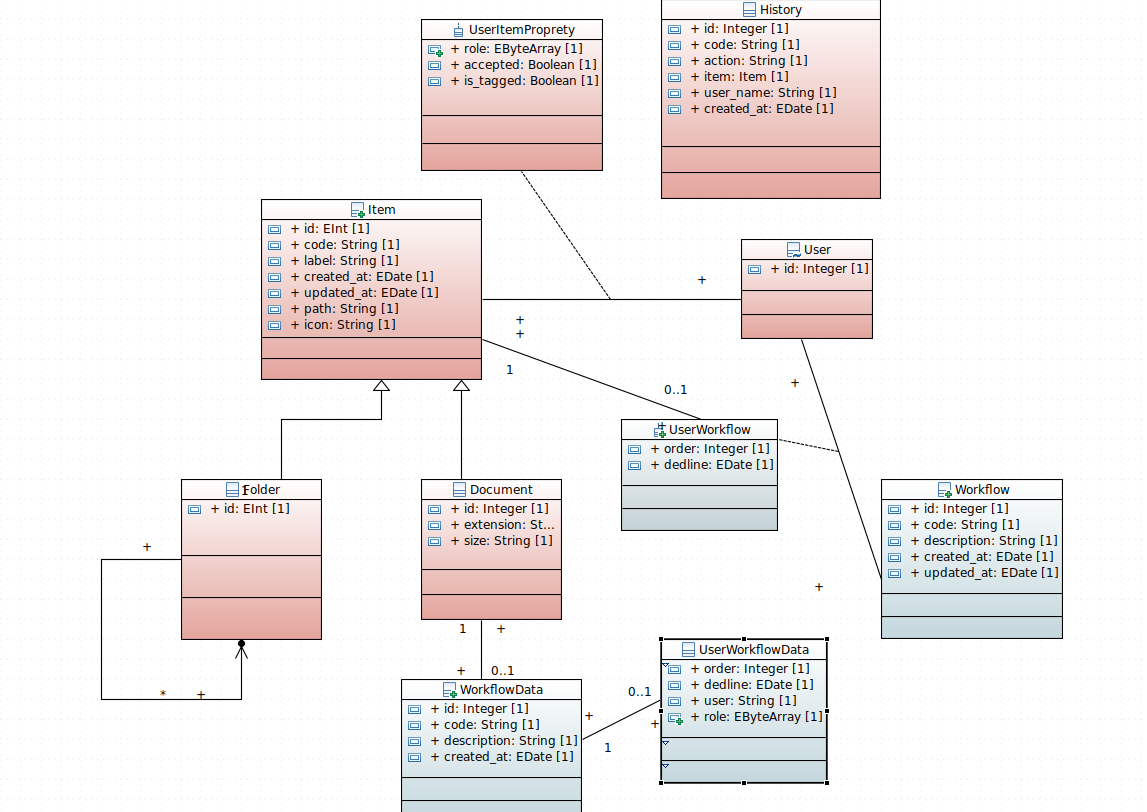 UserItemProprety
+ role: EByteArray [1]
+ accepted: Boolean [1]
+ is_tagged: Boolean [1]
History
+ id: Integer [1]
+ code: String [1]
+ action: String [1]
+ item: Item [1]
+ user_name: String [1]
+ created_at: EDate [1]
Item
+ id: EInt [1]
+ code: String [1]
+ label: String [1]
+ created_at: EDate [1]
+ updated_at: EDate [1]
+ path: String [1]
+ icon: String [1]
User
+ id: Integer [1]
+
+
+
1
0..1
+
UserWorkflow
+ order: Integer [1]
+ dedline: EDate [1]
Folder
+ id: EInt [1]
1
+
* +
Document
+ id: Integer [1]
+ extension: St...
+ size: String [1]
Workflow
+ id: Integer [1]
+ code: String [1]
+ description: String [1]
+ created_at: EDate [1]
+ updated_at: EDate [1]
+
1 +
+ 0..1
WorkflowData
+ id: Integer [1]
+ code: String [1]
+ description: String [1]
+ created_at: EDate [1]
0..1
+
+
1
UserWorkflowData
+ order: Integer [1]
+ dedline: EDate [1]
+ user: String [1]
+ role: EByteArray [1]